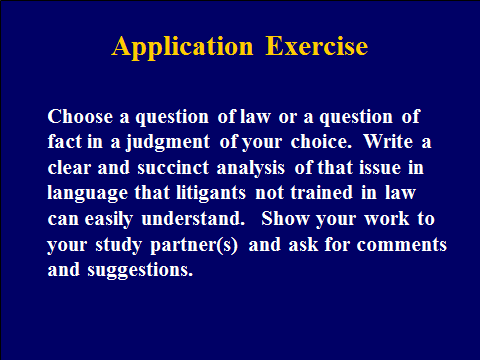 Application Exercise
Choose a question of law or a question of
fact in a judgment of your choice.  Write a
clear and succinct analysis of that issue in
language that litigants not trained in law
can easily understand.   Show your work to
your study partner(s)  and ask for comments
and suggestions.